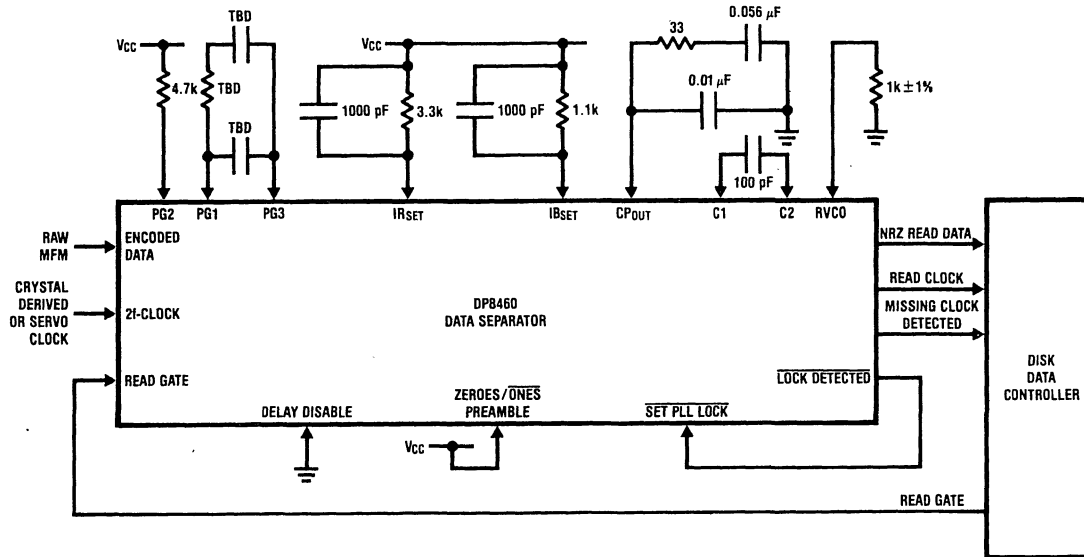 TBD
VCC
4.7k
TBD
TBD
VCC
1000 pF
3.3k
1000 pF
1.1k
33
0.056 μF
0.01 μF
100 pF
1k ± 1%
PG2
PG1
PG3
IRSET
IBSET
CPOUT
C1
C2
RVCO
RAW
MFM
ENCODED
DATA
CRYSTAL
DERIVED
OR SERVO
CLOCK
2f-CLOCK
READ GATE
DP8460
DATA SEPARATOR
DELAY DISABLE
ZEROES/ONES
PREAMBLE
VCC
SET PLL LOCK
LOCK DETECTED
NRZ READ DATA
READ CLOCK
MISSING CLOCK
DETECTED
DISK
DATA
CONTROLLER
READ GATE